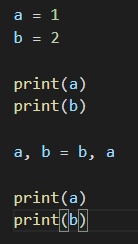 a = 1
b = 2
print(a)
print(b)
a, b = b, a
print(a)
print(b)